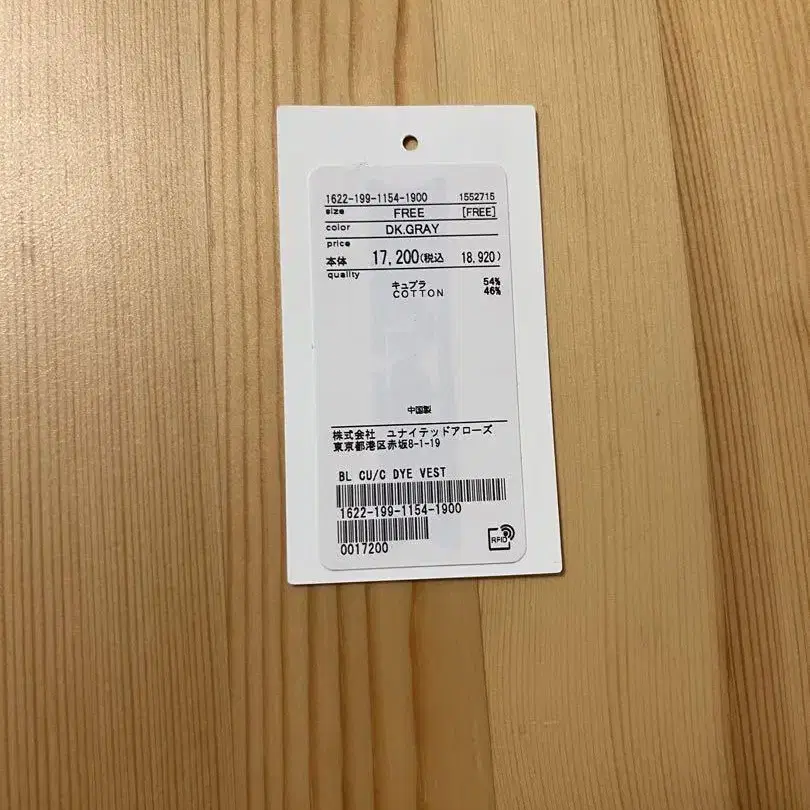 1622-199-1154-1900 1552715
size FREE [FREE]
color DK.GRAY
price
本体 17,200(税込 18,920)
quality
キュプラ 54%
COTTON 46%
中国製
株式会社 ユナイテッドアローズ
東京都港区赤坂8-1-19
BL CU/C DYE VEST
1622-199-1154-1900
0017200
RFID